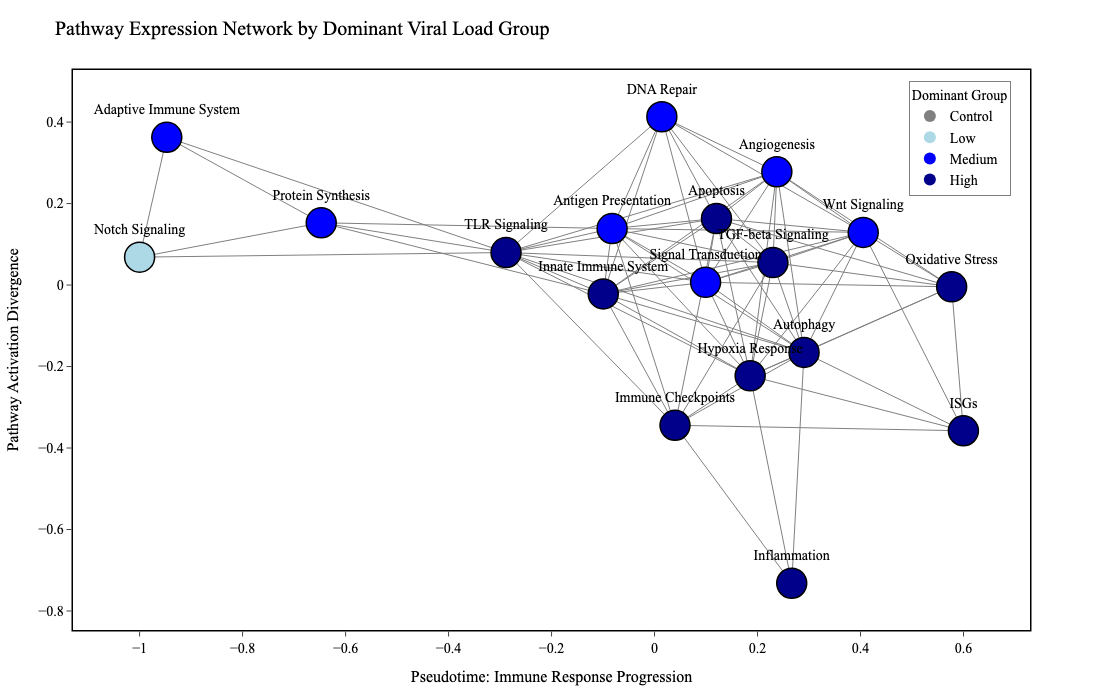 Pathway Expression Network by Dominant Viral Load Group
Dominant Group
Control
Low
Medium
High
DNA Repair
Adaptive Immune System
Angiogenesis
Protein Synthesis
Apoptosis
Antigen Presentation
Wnt Signaling
Notch Signaling
TLR Signaling
TGF-beta Signaling
Signal Transduction
Oxidative Stress
Innate Immune System
Autophagy
Hypoxia Response
Immune Checkpoints
ISGs
Inflammation
0.4
0.2
0
−0.2
−0.4
−0.6
−0.8
Pathway Activation Divergence
−1 −0.8 −0.6 −0.4 −0.2 0 0.2 0.4 0.6
Pseudotime: Immune Response Progression